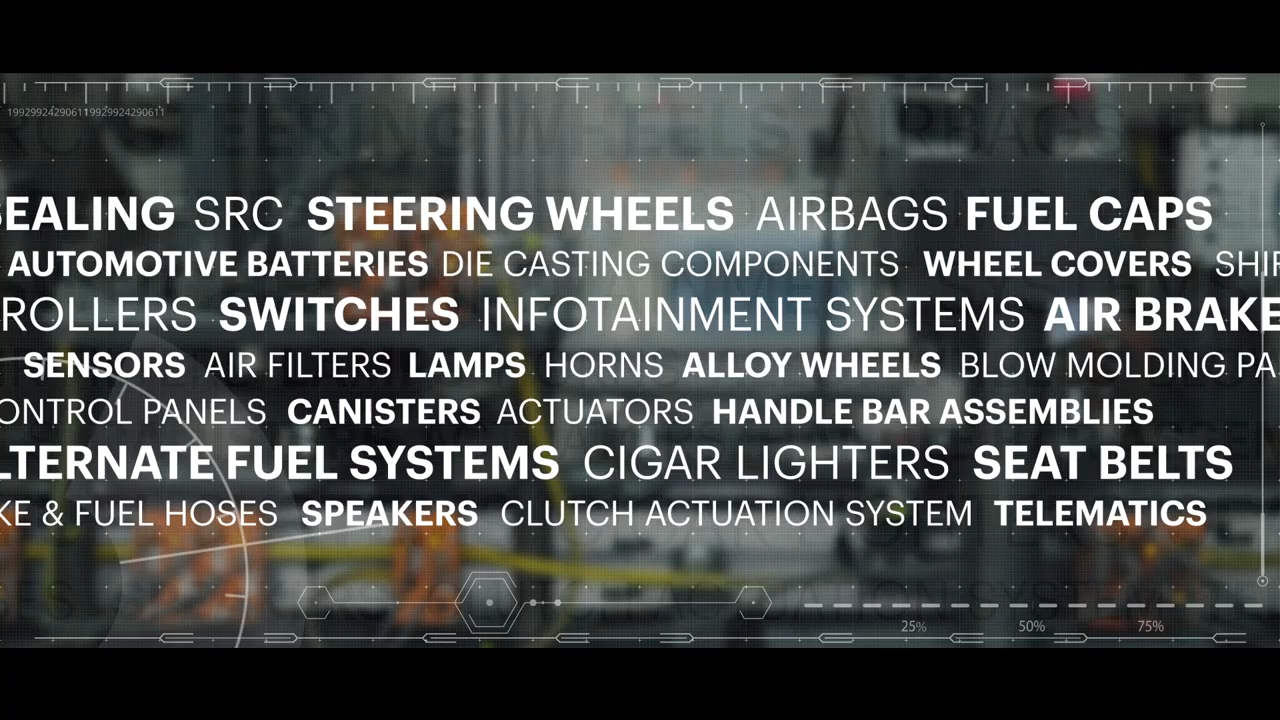 1992992429061119929924290611
SEALING SRC STEERING WHEELS AIRBAGS FUEL CAPS
AUTOMOTIVE BATTERIES DIE CASTING COMPONENTS WHEEL COVERS
ROLLERS SWITCHES INFOTAINMENT SYSTEMS AIR BRAKE
SENSORS AIR FILTERS LAMPS HORNS ALLOY WHEELS BLOW MOLDING PA
ONTROL PANELS CANISTERS ACTUATORS HANDLE BAR ASSEMBLIES
LTERNATE FUEL SYSTEMS CIGAR LIGHTERS SEAT BELTS
KE & FUEL HOSES SPEAKERS CLUTCH ACTUATION SYSTEM TELEMATICS
25% 50% 75%